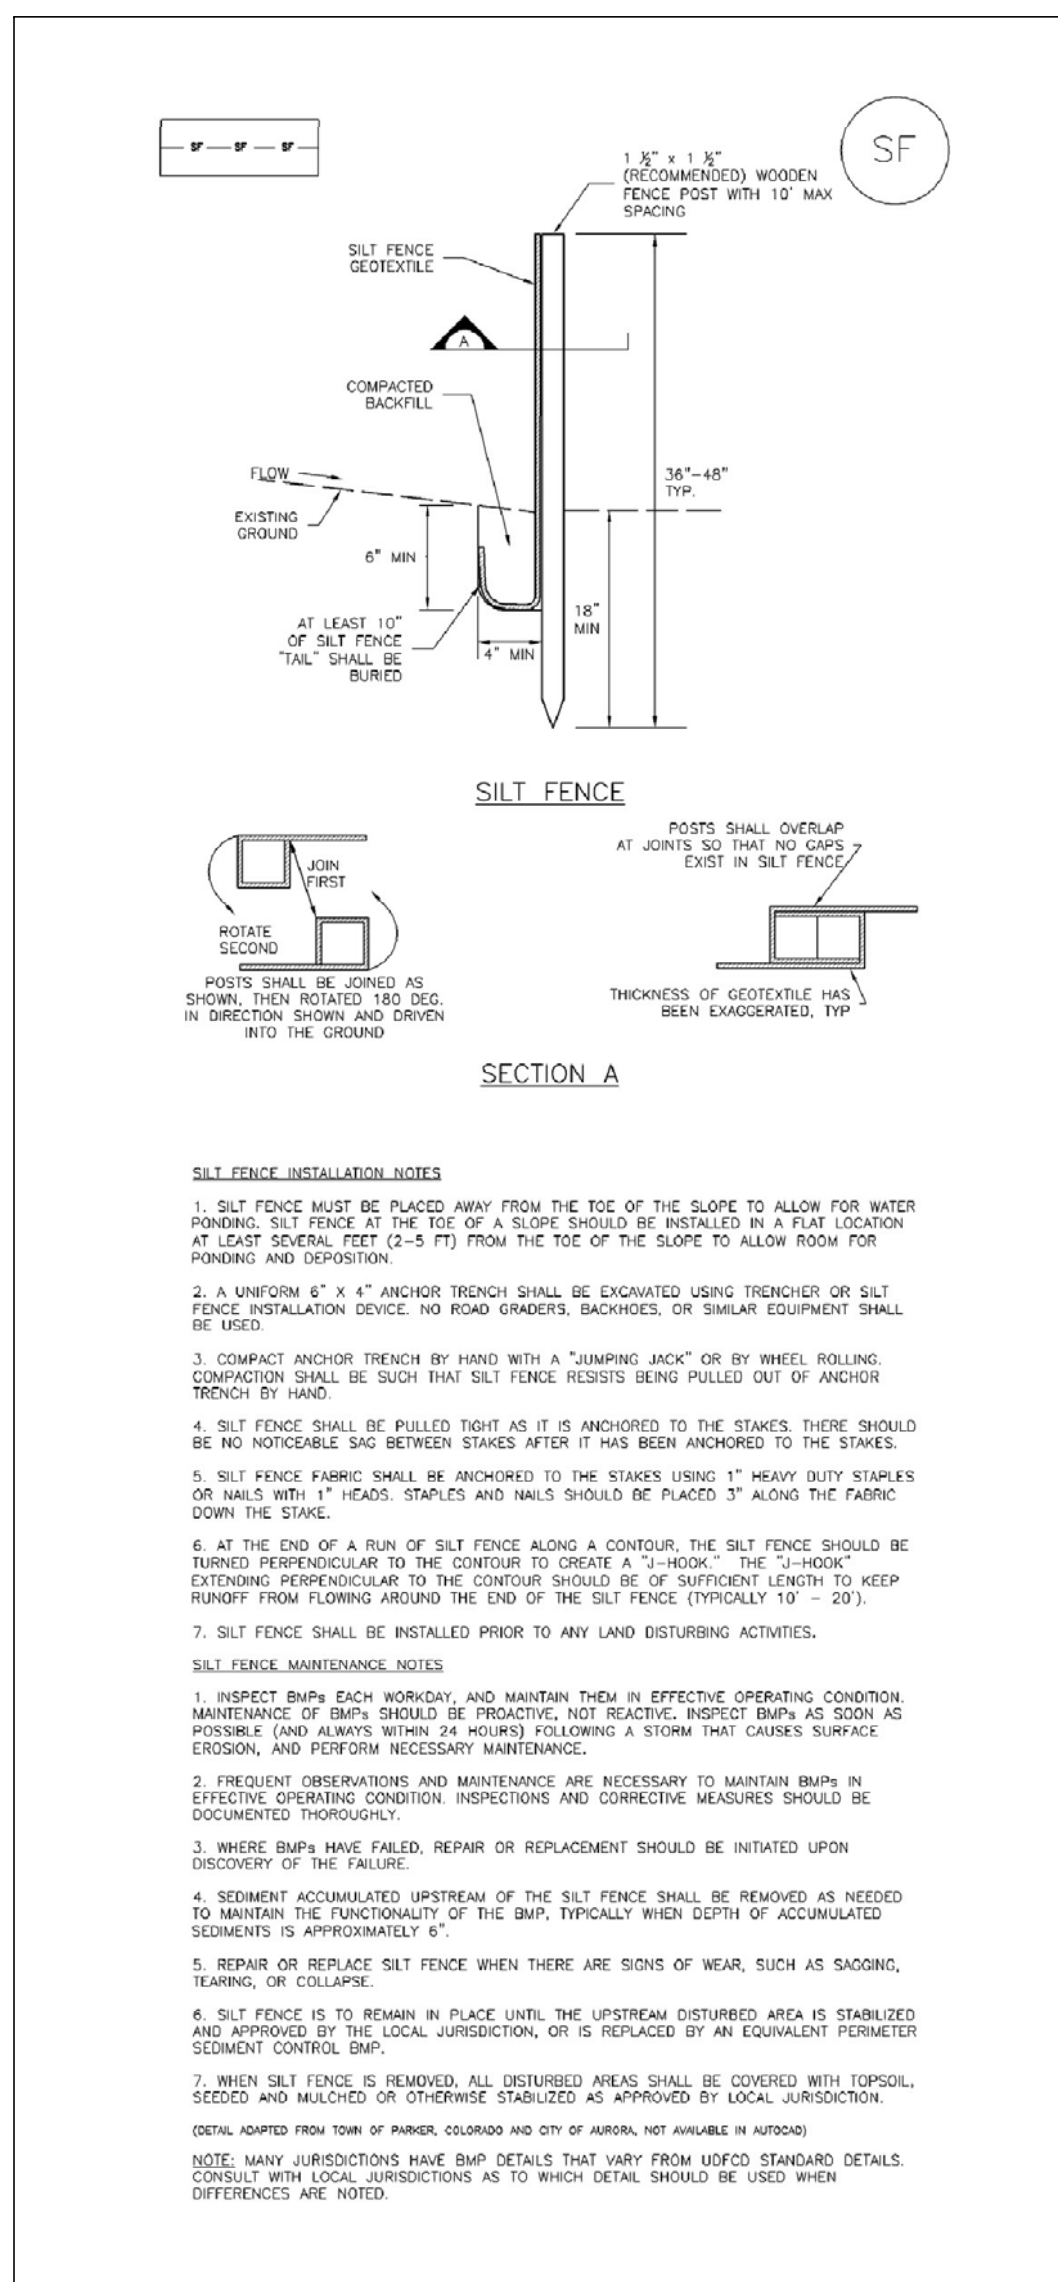 SF SF SF
SF
1 ½" x 1 ½"
(RECOMMENDED) WOODEN
FENCE POST WITH 10' MAX
SPACING
SILT FENCE
GEOTEXTILE
A
COMPACTED
BACKFILL
FLOW
36"-48"
TYP.
EXISTING
GROUND
6" MIN
18"
MIN
AT LEAST 10"
OF SILT FENCE
"TAIL" SHALL BE
BURIED
4" MIN
SILT FENCE
JOIN
FIRST
ROTATE
SECOND
POSTS SHALL BE JOINED AS
SHOWN, THEN ROTATED 180 DEG.
IN DIRECTION SHOWN AND DRIVEN
INTO THE GROUND
POSTS SHALL OVERLAP
AT JOINTS SO THAT NO GAPS
EXIST IN SILT FENCE
THICKNESS OF GEOTEXTILE HAS
BEEN EXAGGERATED, TYP
SECTION A
SILT FENCE INSTALLATION NOTES
1. SILT FENCE MUST BE PLACED AWAY FROM THE TOE OF THE SLOPE TO ALLOW FOR WATER
PONDING. SILT FENCE AT THE TOE OF A SLOPE SHOULD BE INSTALLED IN A FLAT LOCATION
AT LEAST SEVERAL FEET (2-5 FT) FROM THE TOE OF THE SLOPE TO ALLOW ROOM FOR
PONDING AND DEPOSITION.
2. A UNIFORM 6" X 4" ANCHOR TRENCH SHALL BE EXCAVATED USING TRENCHER OR SILT
FENCE INSTALLATION DEVICE. NO ROAD GRADERS, BACKHOES, OR SIMILAR EQUIPMENT SHALL
BE USED.
3. COMPACT ANCHOR TRENCH BY HAND WITH A "JUMPING JACK" OR BY WHEEL ROLLING.
COMPACTION SHALL BE SUCH THAT SILT FENCE RESISTS BEING PULLED OUT OF ANCHOR
TRENCH BY HAND.
4. SILT FENCE SHALL BE PULLED TIGHT AS IT IS ANCHORED TO THE STAKES. THERE SHOULD
BE NO NOTICEABLE SAG BETWEEN STAKES AFTER IT HAS BEEN ANCHORED TO THE STAKES.
5. SILT FENCE FABRIC SHALL BE ANCHORED TO THE STAKES USING 1" HEAVY DUTY STAPLES
OR NAILS WITH 1" HEADS. STAPLES AND NAILS SHOULD BE PLACED 3" ALONG THE FABRIC
DOWN THE STAKE.
6. AT THE END OF A RUN OF SILT FENCE ALONG A CONTOUR, THE SILT FENCE SHOULD BE
TURNED PERPENDICULAR TO THE CONTOUR TO CREATE A "J-HOOK." THE "J-HOOK"
EXTENDING PERPENDICULAR TO THE CONTOUR SHOULD BE OF SUFFICIENT LENGTH TO KEEP
RUNOFF FROM FLOWING AROUND THE END OF THE SILT FENCE (TYPICALLY 10' - 20').
7. SILT FENCE SHALL BE INSTALLED PRIOR TO ANY LAND DISTURBING ACTIVITIES.
SILT FENCE MAINTENANCE NOTES
1. INSPECT BMPs EACH WORKDAY, AND MAINTAIN THEM IN EFFECTIVE OPERATING CONDITION.
MAINTENANCE OF BMPs SHOULD BE PROACTIVE, NOT REACTIVE. INSPECT BMPs AS SOON AS
POSSIBLE (AND ALWAYS WITHIN 24 HOURS) FOLLOWING A STORM THAT CAUSES SURFACE
EROSION, AND PERFORM NECESSARY MAINTENANCE.
2. FREQUENT OBSERVATIONS AND MAINTENANCE ARE NECESSARY TO MAINTAIN BMPs IN
EFFECTIVE OPERATING CONDITION. INSPECTIONS AND CORRECTIVE MEASURES SHOULD BE
DOCUMENTED THOROUGHLY.
3. WHERE BMPs HAVE FAILED, REPAIR OR REPLACEMENT SHOULD BE INITIATED UPON
DISCOVERY OF THE FAILURE.
4. SEDIMENT ACCUMULATED UPSTREAM OF THE SILT FENCE SHALL BE REMOVED AS NEEDED
TO MAINTAIN THE FUNCTIONALITY OF THE BMP, TYPICALLY WHEN DEPTH OF ACCUMULATED
SEDIMENTS IS APPROXIMATELY 6".
5. REPAIR OR REPLACE SILT FENCE WHEN THERE ARE SIGNS OF WEAR, SUCH AS SAGGING,
TEARING, OR COLLAPSE.
6. SILT FENCE IS TO REMAIN IN PLACE UNTIL THE UPSTREAM DISTURBED AREA IS STABILIZED
AND APPROVED BY THE LOCAL JURISDICTION, OR IS REPLACED BY AN EQUIVALENT PERIMETER
SEDIMENT CONTROL BMP.
7. WHEN SILT FENCE IS REMOVED, ALL DISTURBED AREAS SHALL BE COVERED WITH TOPSOIL,
SEEDED AND MULCHED OR OTHERWISE STABILIZED AS APPROVED BY LOCAL JURISDICTION.
(DETAIL ADAPTED FROM TOWN OF PARKER, COLORADO AND CITY OF AURORA, NOT AVAILABLE IN AUTOCAD)
NOTE: MANY JURISDICTIONS HAVE BMP DETAILS THAT VARY FROM UDFCD STANDARD DETAILS.
CONSULT WITH LOCAL JURISDICTIONS AS TO WHICH DETAIL SHOULD BE USED WHEN
DIFFERENCES ARE NOTED.